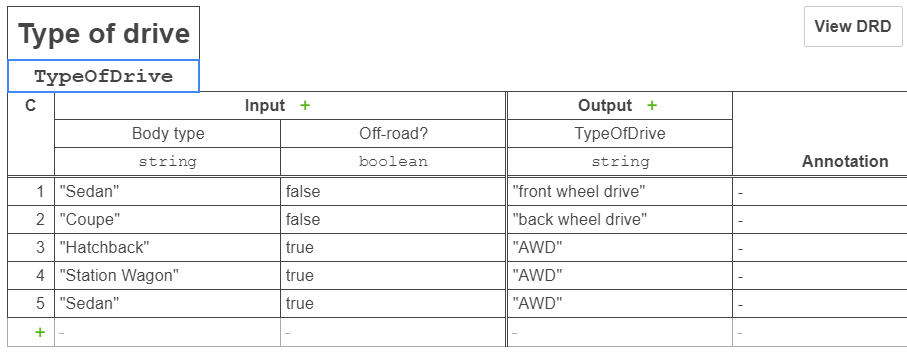 Type of drive
View DRD
TypeOfDrive
C Input + Output +
Body type Off-road? TypeOfDrive
string boolean string Annotation
1 "Sedan" false "front wheel drive" -
2 "Coupe" false "back wheel drive" -
3 "Hatchback" true "AWD" -
4 "Station Wagon" true "AWD" -
5 "Sedan" true "AWD" -
+ - - - -